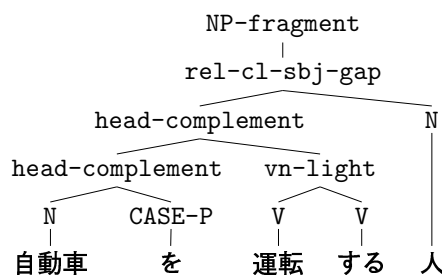 NP-fragment
rel-cl-sbj-gap
head-complement N
head-complement vn-light
N CASE-P V V
自動車 を 運転 する 人